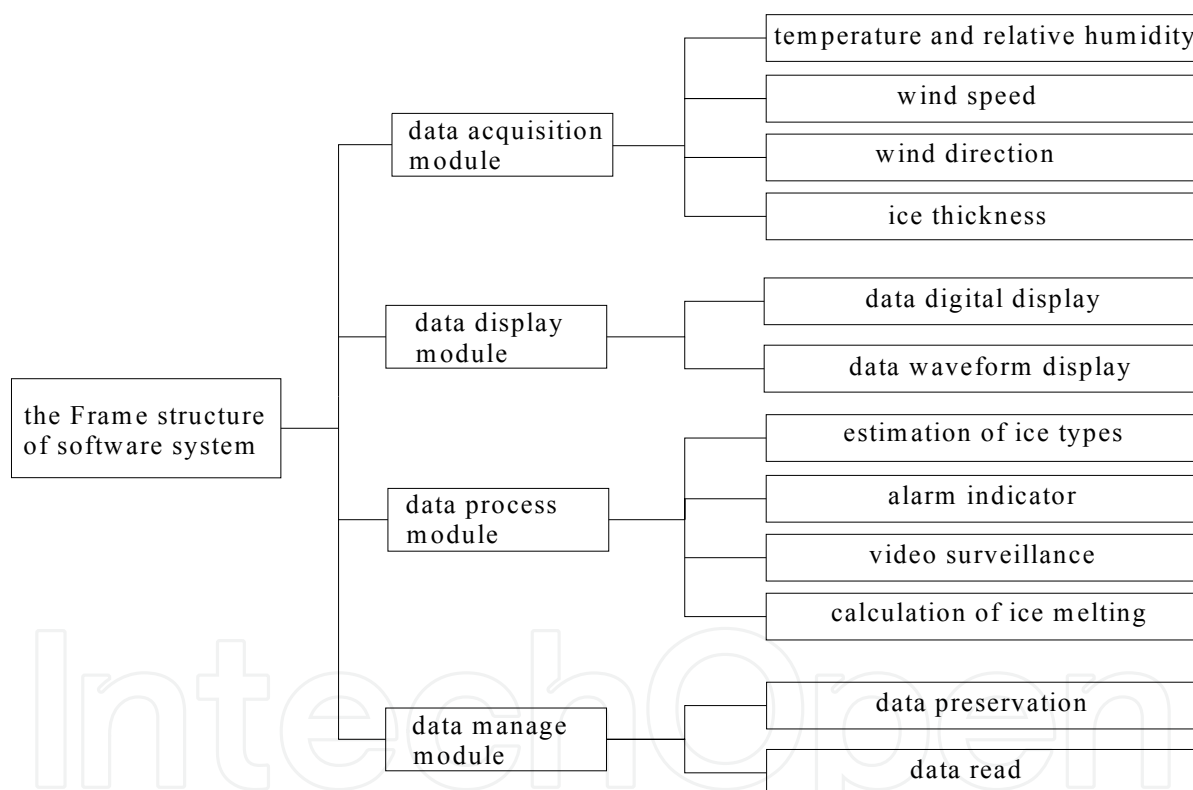 the Frame structure
of software system
data acquisition
module
temperature and relative humidity
wind speed
wind direction
ice thickness
data display
module
data digital display
data waveform display
data process
module
estimation of ice types
alarm indicator
video surveillance
calculation of ice melting
data manage
module
data preservation
data read
IntechOpen